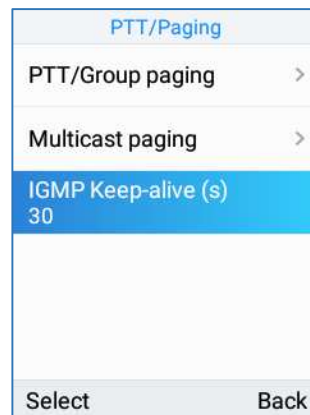 PTT/Paging
PTT/Group paging
Multicast paging
IGMP Keep-alive (s)
30
Select Back